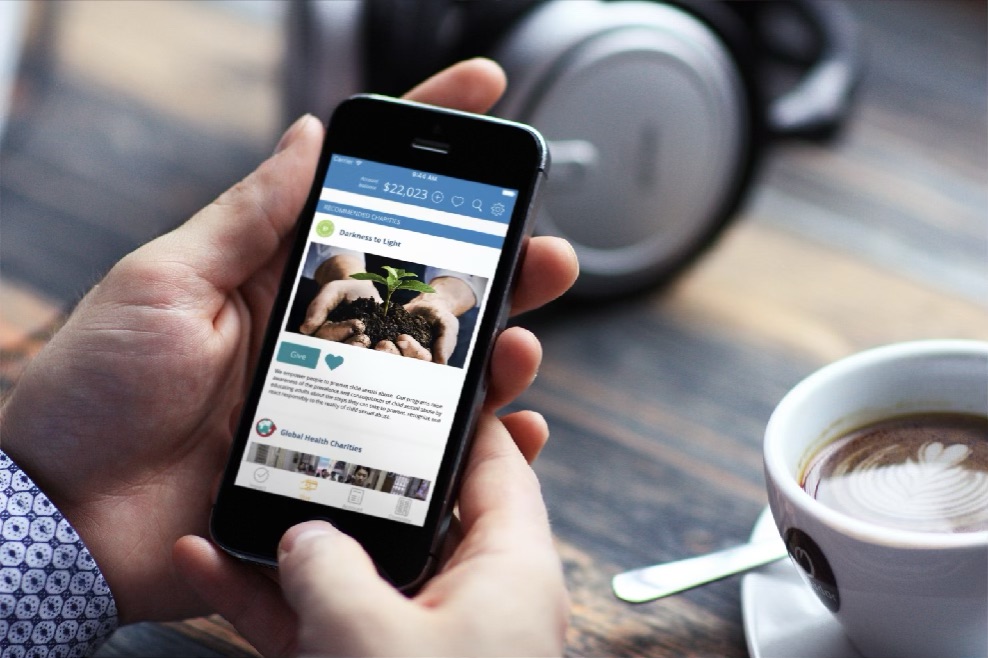 Carrier 9:46 AM
Account
Balance $22,023
RECOMMENDED CHARITIES
Darkness to Light
Give
We empower people to prevent child sexual abuse. Our programs raise
awareness of the prevalence and consequences of child sexual abuse by
educating adults about the steps they can take to prevent, recognize and
react responsibly to the reality of child sexual abuse.
Global Health Charities